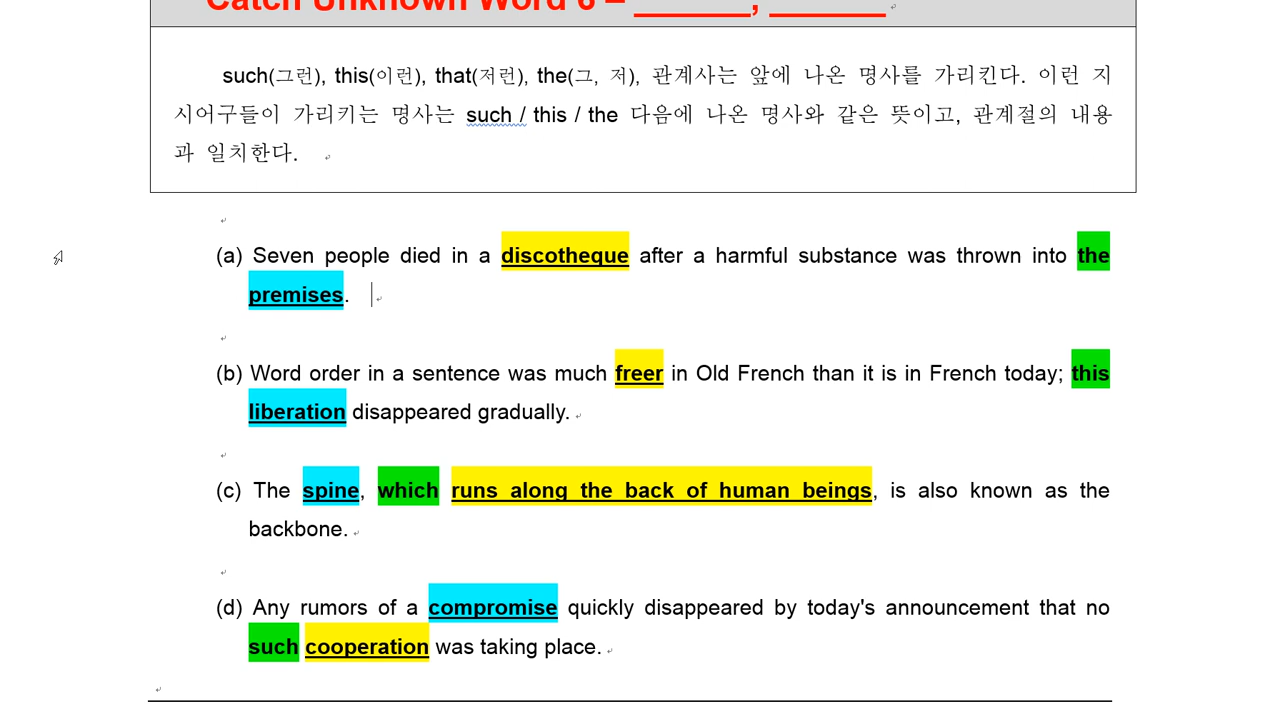 Catch Unknown Word 6 – ______, ______.
such(그런), this(이런), that(저런), the(그, 저), 관계사는 앞에 나온 명사를 가리킨다. 이런 지
시어구들이 가리키는 명사는 such / this / the 다음에 나온 명사와 같은 뜻이고, 관계절의 내용
과 일치한다.
(a) Seven people died in a discotheque after a harmful substance was thrown into the
premises.
(b) Word order in a sentence was much freer in Old French than it is in French today; this
liberation disappeared gradually.
(c) The spine, which runs along the back of human beings, is also known as the
backbone.
(d) Any rumors of a compromise quickly disappeared by today's announcement that no
such cooperation was taking place.